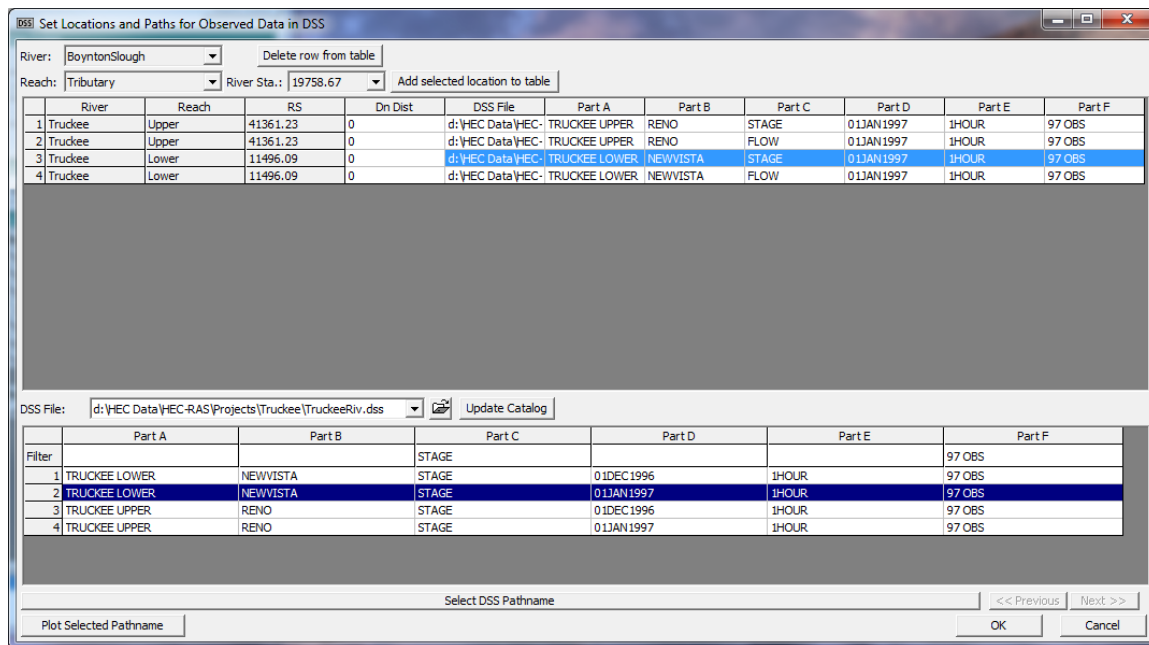 DSS Set Locations and Paths for Observed Data in DSS
River: BoyntonSlough Delete row from table
Reach: Tributary River Sta.: 19758.67 Add selected location to table
River Reach RS Dn Dist DSS File Part A Part B Part C Part D Part E Part F
1 Truckee Upper 41361.23 0 d:\HEC Data\HEC- TRUCKEE UPPER RENO STAGE 01JAN1997 1HOUR 97 OBS
2 Truckee Upper 41361.23 0 d:\HEC Data\HEC- TRUCKEE UPPER RENO FLOW 01JAN1997 1HOUR 97 OBS
3 Truckee Lower 11496.09 0 d:\HEC Data\HEC- TRUCKEE LOWER NEWVISTA STAGE 01JAN1997 1HOUR 97 OBS
4 Truckee Lower 11496.09 0 d:\HEC Data\HEC- TRUCKEE LOWER NEWVISTA FLOW 01JAN1997 1HOUR 97 OBS
DSS File: d:\HEC Data\HEC-RAS\Projects\Truckee\TruckeeRiv.dss Update Catalog
Part A Part B Part C Part D Part E Part F
Filter STAGE 97 OBS
1 TRUCKEE LOWER NEWVISTA STAGE 01DEC1996 1HOUR 97 OBS
2 TRUCKEE LOWER NEWVISTA STAGE 01JAN1997 1HOUR 97 OBS
3 TRUCKEE UPPER RENO STAGE 01DEC1996 1HOUR 97 OBS
4 TRUCKEE UPPER RENO STAGE 01JAN1997 1HOUR 97 OBS
Select DSS Pathname << Previous Next >>
Plot Selected Pathname OK Cancel